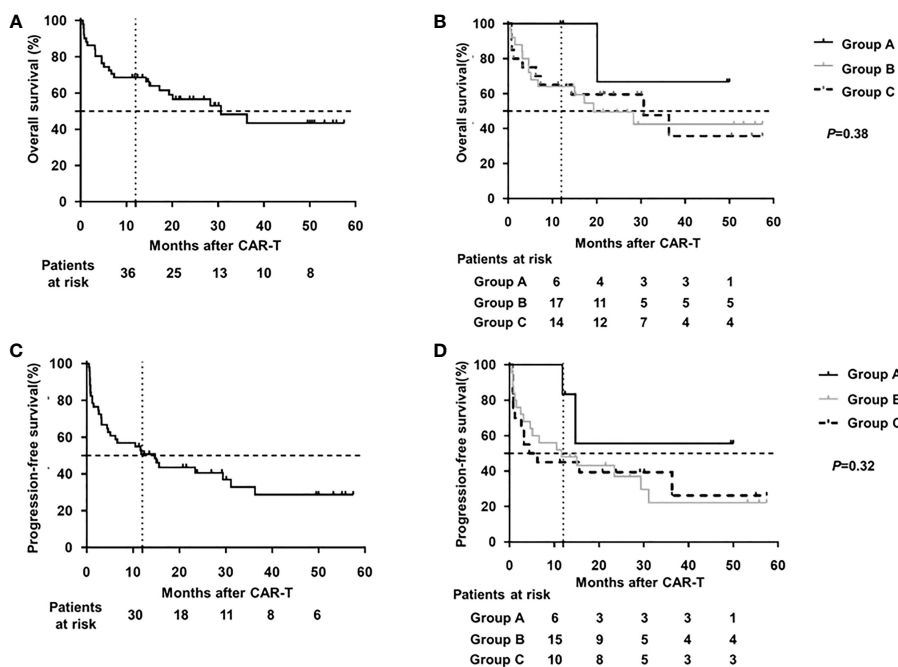 A
Overall survival (%)
100
80
60
40
20
0
0 10 20 30 40 50 60
Months after CAR-T
Patients
at risk
36 25 13 10 8
B
Overall survival (%)
100
80
60
40
20
0
0 10 20 30 40 50 60
Months after CAR-T
Group A
Group B
Group C
P=0.38
Patients at risk
Group A 6 4 3 3 1
Group B 17 11 5 5 5
Group C 14 12 7 4 4
C
Progression-free survival(%)
100
80
60
40
20
0
0 10 20 30 40 50 60
Months after CAR-T
Patients
at risk
30 18 11 8 6
D
Progression-free survival(%)
100
80
60
40
20
0
0 10 20 30 40 50 60
Months after CAR-T
Group A
Group B
Group C
P=0.32
Patients at risk
Group A 6 3 3 3 1
Group B 15 9 5 4 4
Group C 10 8 5 3 3